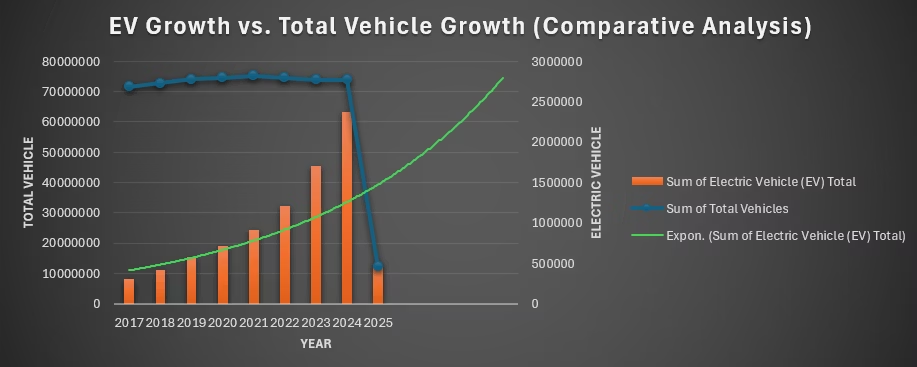 EV Growth vs. Total Vehicle Growth (Comparative Analysis)
80000000
70000000
60000000
50000000
40000000
30000000
20000000
10000000
0
TOTAL VEHICLE
3000000
2500000
2000000
1500000
1000000
500000
0
ELECTRIC VEHICLE
2017 2018 2019 2020 2021 2022 2023 2024 2025
YEAR
Sum of Electric Vehicle (EV) Total
Sum of Total Vehicles
Expon. (Sum of Electric Vehicle (EV) Total)